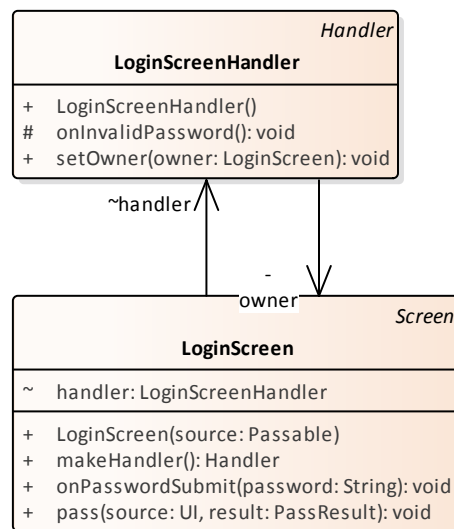 Handler
LoginScreenHandler
+ LoginScreenHandler()
# onInvalidPassword(): void
+ setOwner(owner: LoginScreen): void
~handler
-
owner
Screen
LoginScreen
~ handler: LoginScreenHandler
+ LoginScreen(source: Passable)
+ makeHandler(): Handler
+ onPasswordSubmit(password: String): void
+ pass(source: UI, result: PassResult): void